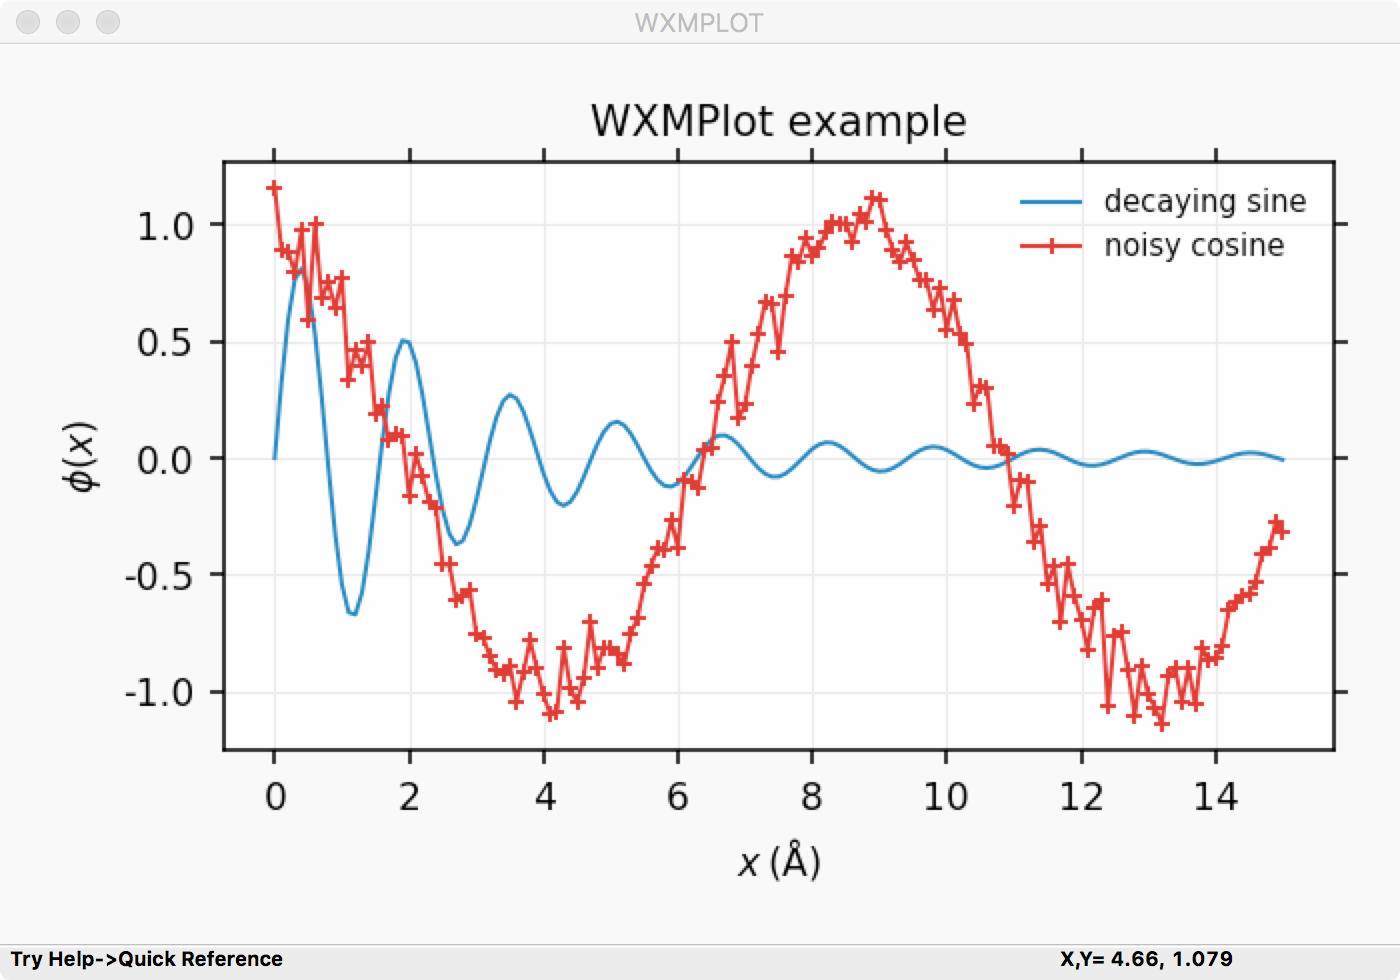 WXMPLOT
WXMPlot example
decaying sine
noisy cosine
1.0
0.5
0.0
-0.5
-1.0
ϕ(x)
0 2 4 6 8 10 12 14
x (Å)
Try Help->Quick Reference X,Y= 4.66, 1.079